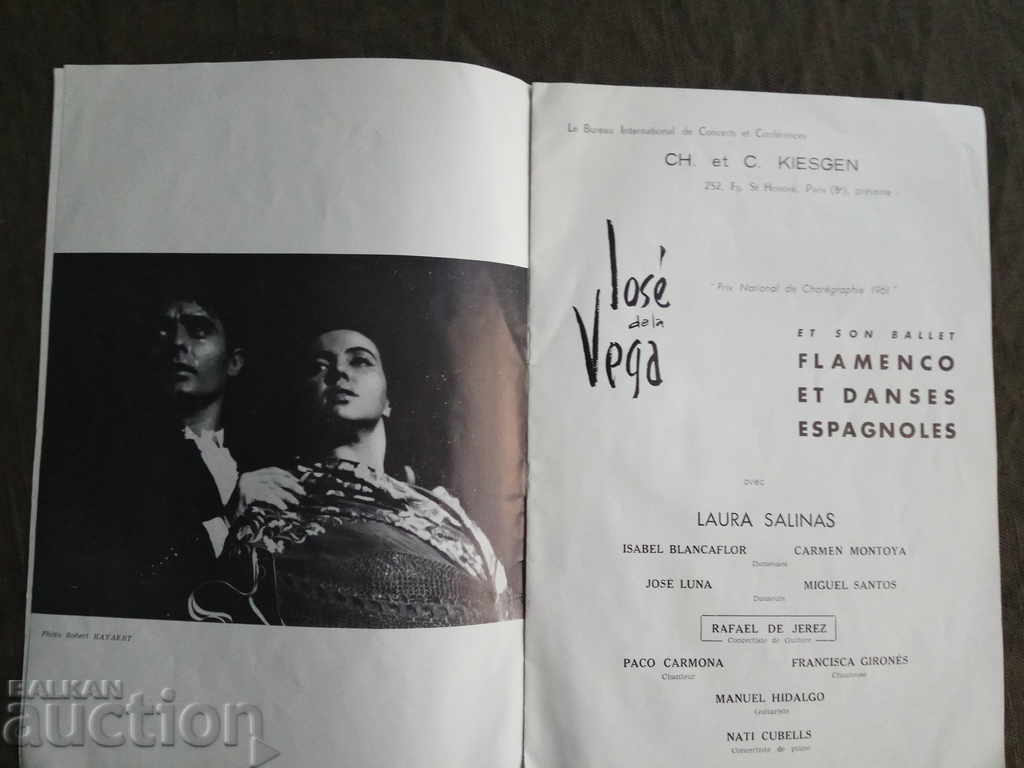 Photo Robert KAYAERT
Le Bureau International de Concerts et Conférences
CH. et C. KIESGEN
252, Fg. St Honoré, Paris (8e), présente :
José
de la
Vega
"Prix National de Chorégraphie 1961"
ET SON BALLET
FLAMENCO
ET DANSES
ESPAGNOLES
avec
LAURA SALINAS
ISABEL BLANCAFLOR CARMEN MONTOYA
Danseuses
JOSE LUNA MIGUEL SANTOS
Danseurs
RAFAEL DE JEREZ
Concertiste de Guitare
PACO CARMONA FRANCISCA GIRONÉS
Chanteur Chanteuse
MANUEL HIDALGO
Guitariste
NATI CUBELLS
Concertiste de piano
BALKAN
auction